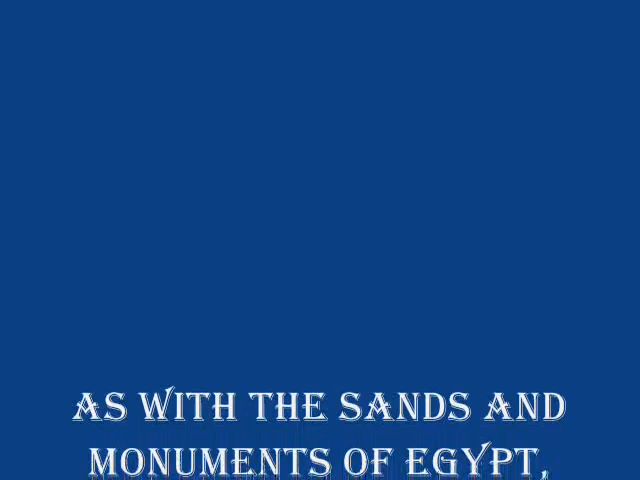 AS WITH THE SANDS AND
MONUMENTS OF EGYPT,